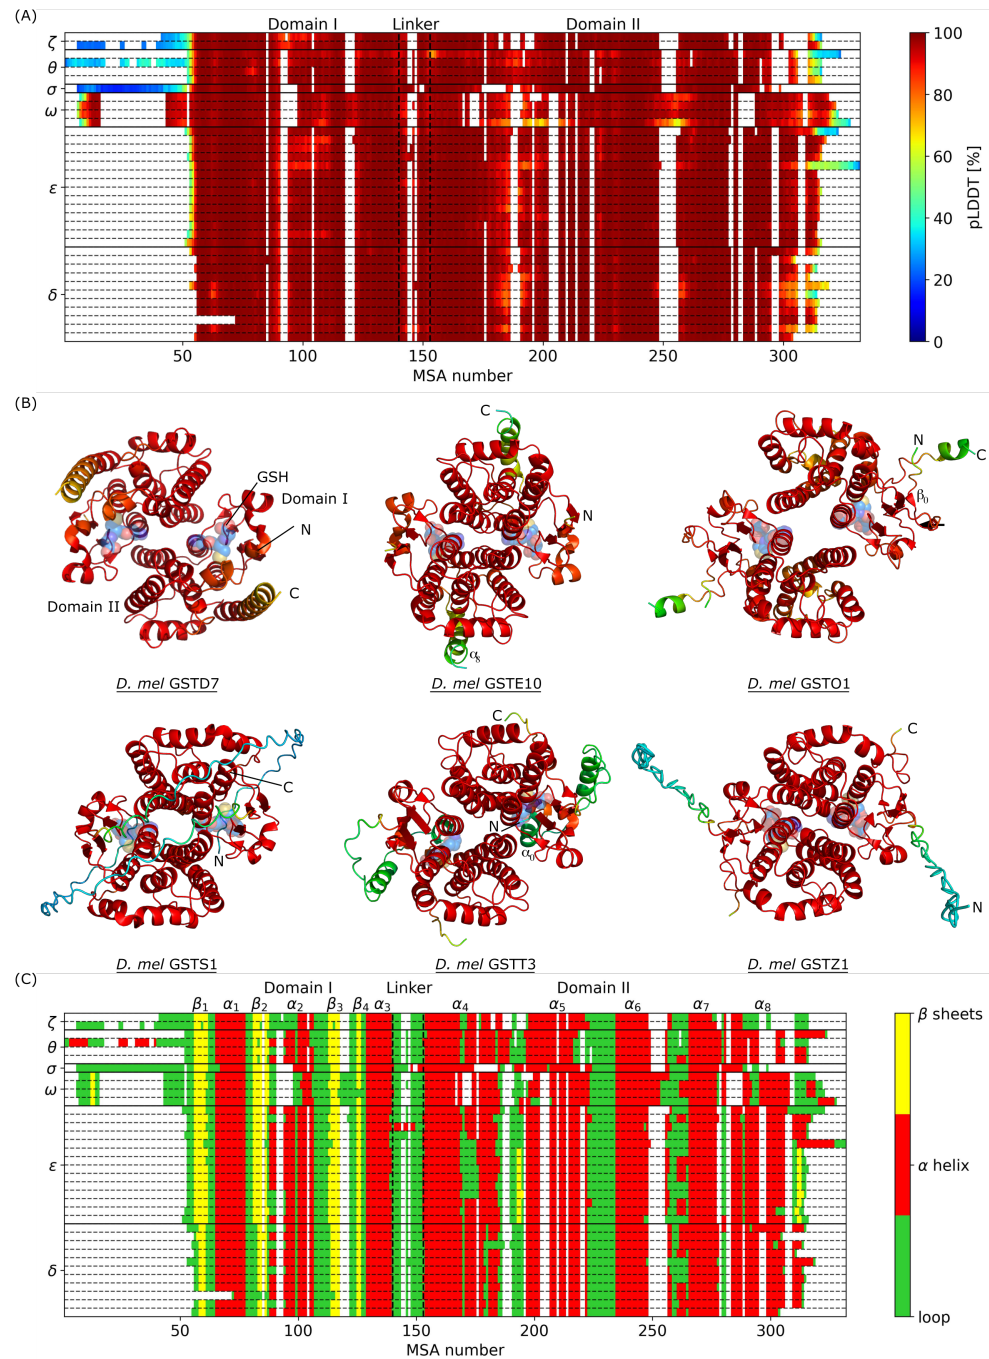 (A)
Domain I Linker Domain II
ζ
θ
σ
ω
ε
δ
50 100 150 200 250 300
MSA number
100
80
60
40
20
0
pLDDT [%]
(B)
GSH
Domain I
N
C
Domain II
D. mel GSTD7
C
N
α8
D. mel GSTE10
N
C
β0
D. mel GSTO1
C
N
D. mel GSTS1
C
N
α0
D. mel GSTT3
C
N
D. mel GSTZ1
(C)
Domain I Linker Domain II
β1 α1 β2 α2 β3 β4 α3 α4 α5 α6 α7 α8
ζ
θ
σ
ω
ε
δ
50 100 150 200 250 300
MSA number
β sheets
α helix
loop